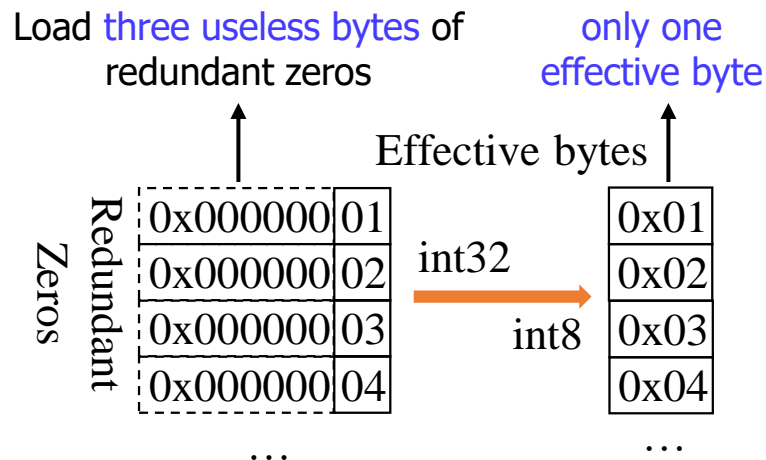 Load three useless bytes of
redundant zeros
only one
effective byte
Effective bytes
Redundant
Zeros
0x000000 01
0x000000 02
0x000000 03
0x000000 04
...
int32
int8
0x01
0x02
0x03
0x04
...